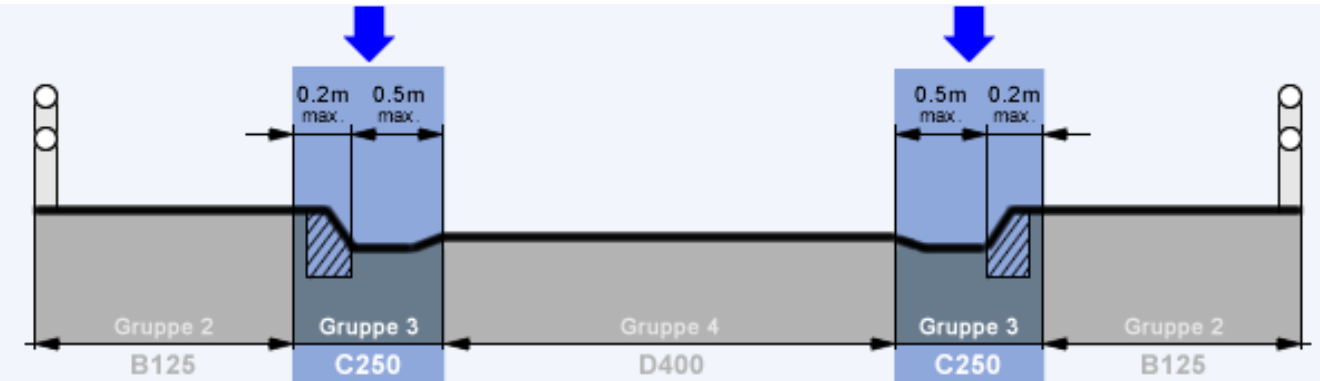 0.2m 0.5m
max. max.
0.5m 0.2m
max. max.
Gruppe 2 Gruppe 3 Gruppe 4 Gruppe 3 Gruppe 2
B125 C250 D400 C250 B125